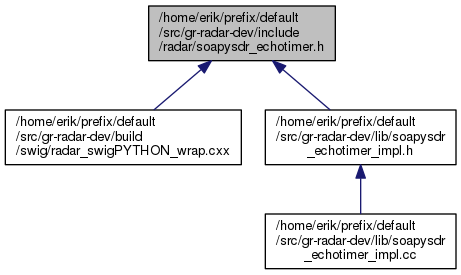 /home/erik/prefix/default
/src/gr-radar-dev/include
/radar/soapysdr_echotimer.h
/home/erik/prefix/default
/src/gr-radar-dev/build
/swig/radar_swigPYTHON_wrap.cxx
/home/erik/prefix/default
/src/gr-radar-dev/lib/soapysdr
_echotimer_impl.h
/home/erik/prefix/default
/src/gr-radar-dev/lib/soapysdr
_echotimer_impl.cc